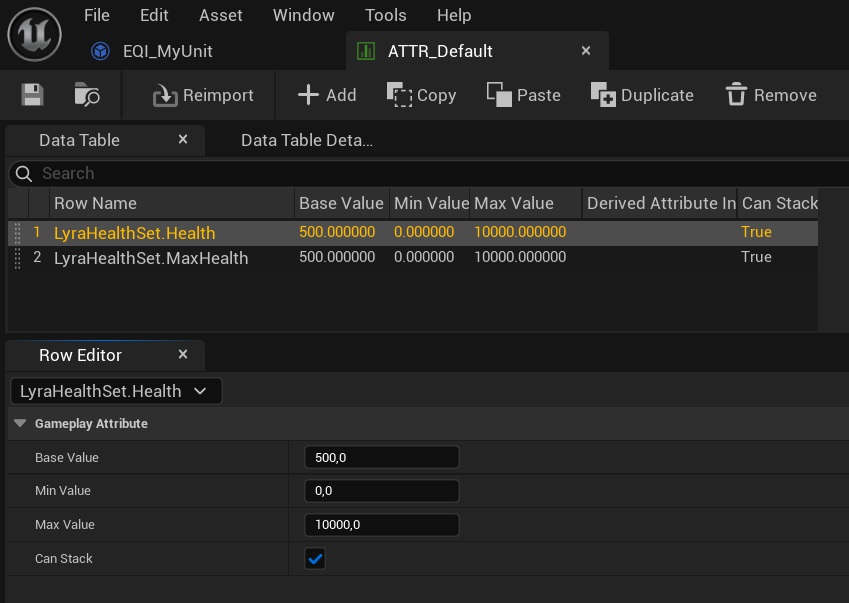 File Edit Asset Window Tools Help
EQI_MyUnit ATTR_Default
Reimport Add Copy Paste Duplicate Remove
Data Table Data Table Deta...
Search
Row Name Base Value Min Value Max Value Derived Attribute In Can Stack
1 LyraHealthSet.Health 500.000000 0.000000 10000.000000 True
2 LyraHealthSet.MaxHealth 500.000000 0.000000 10000.000000 True
Row Editor
LyraHealthSet.Health
Gameplay Attribute
Base Value 500,0
Min Value 0,0
Max Value 10000,0
Can Stack